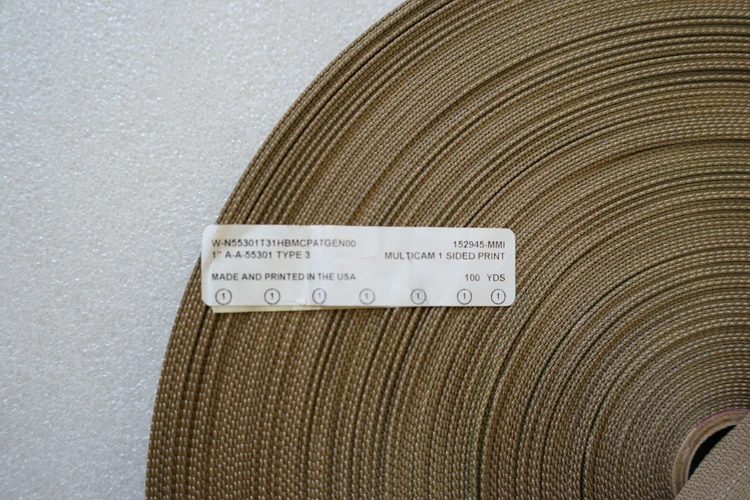 W-N55301T31HBMCPATGEN00 152945-MMI
1" A-A-55301 TYPE 3 MULTICAM 1 SIDED PRINT
MADE AND PRINTED IN THE USA 100 YDS
1 1 1 1 1 1 1